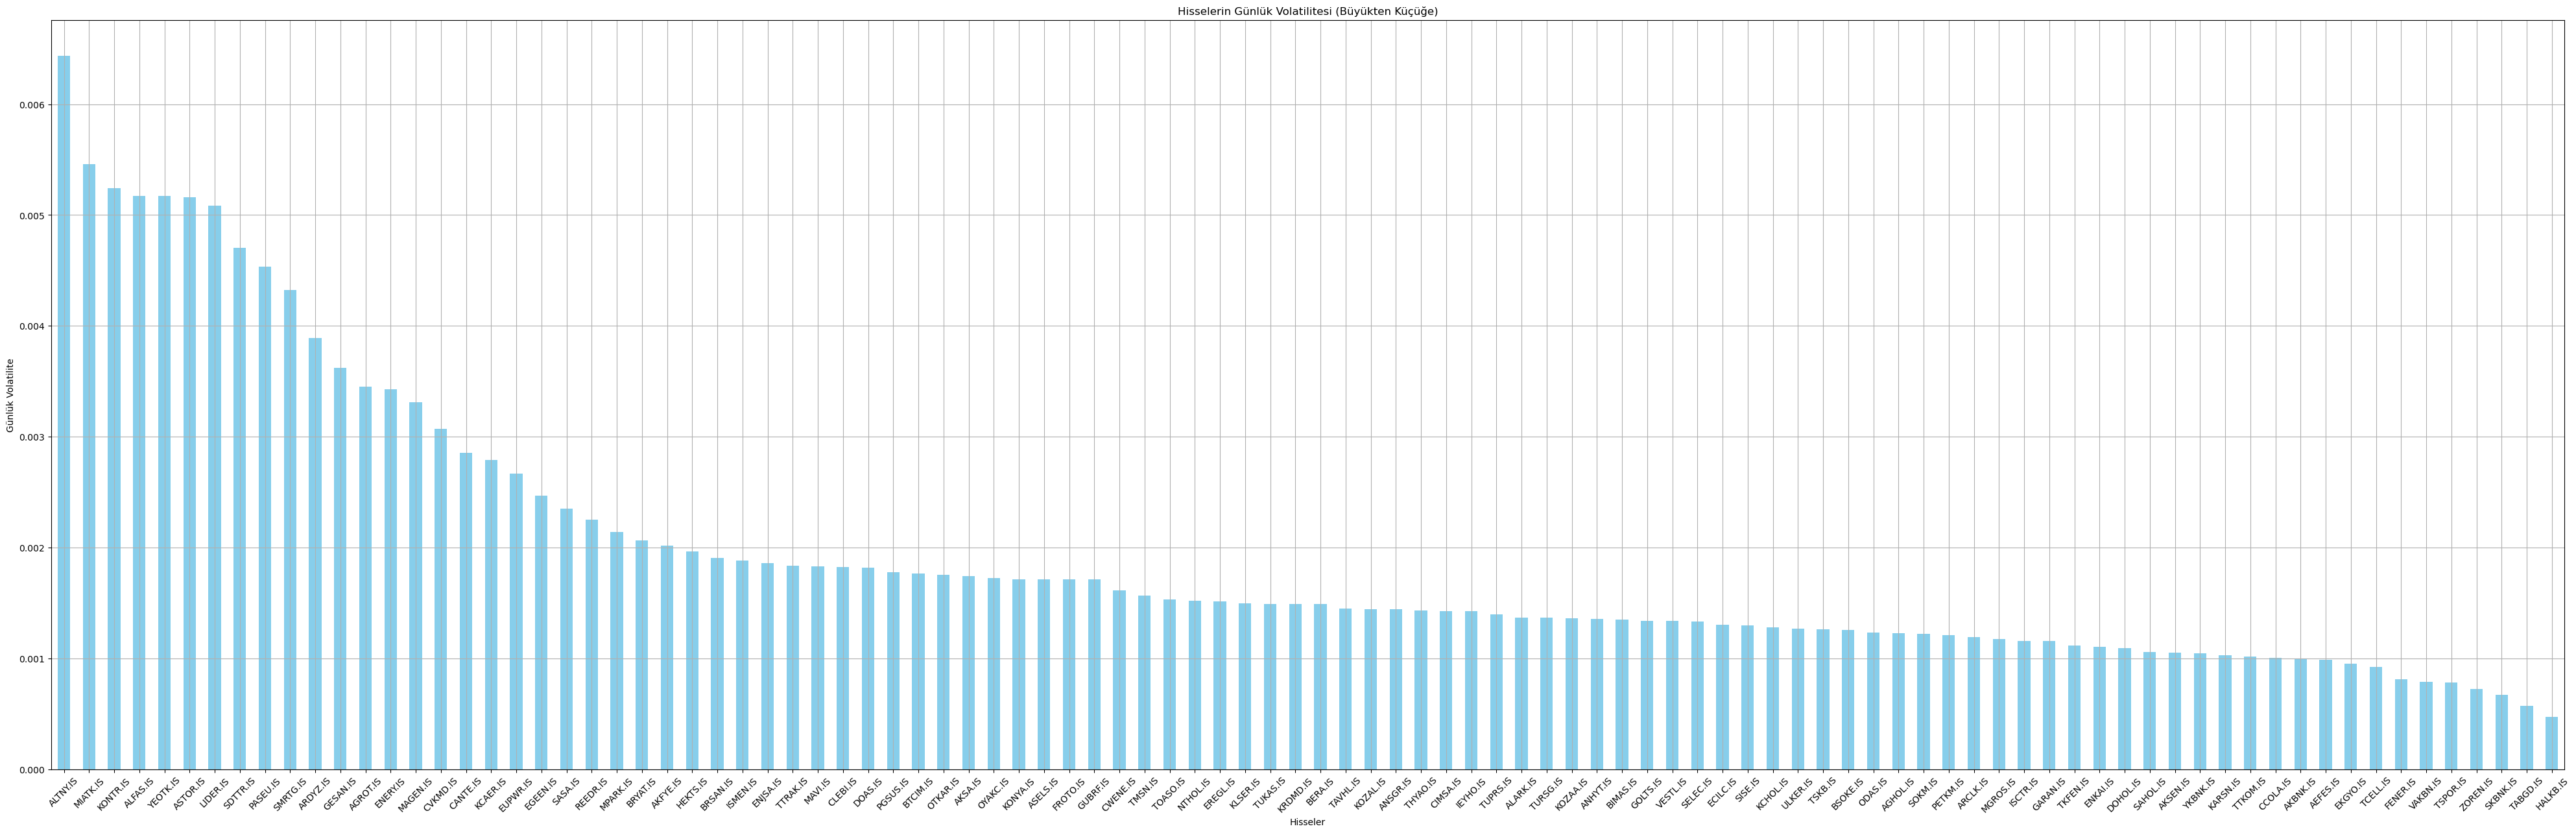 Hisselerin Günlük Volatilitesi (Büyükten Küçüğe)
Günlük Volatilite
0.006
0.005
0.004
0.003
0.002
0.001
0.000
ALTNY.IS
MIATK.IS
KONTR.IS
ALFAS.IS
YEOTK.IS
ASTOR.IS
LIDER.IS
SDTTR.IS
PASEU.IS
SMRTG.IS
ARDYZ.IS
GESAN.IS
AGROT.IS
ENERY.IS
MAGEN.IS
CVKMD.IS
CANTE.IS
KCAER.IS
EUPWR.IS
EGEEN.IS
SASA.IS
REEDR.IS
MPARK.IS
BRYAT.IS
AKFYE.IS
HEKTS.IS
BRSAN.IS
ISMEN.IS
ENJSA.IS
TTRAK.IS
MAVI.IS
CLEBI.IS
DOAS.IS
PGSUS.IS
BTCIM.IS
OTKAR.IS
AKSA.IS
OYAKC.IS
KONYA.IS
ASELS.IS
FROTO.IS
GUBRF.IS
CWENE.IS
TMSN.IS
TOASO.IS
NTHOL.IS
EREGL.IS
KLSER.IS
TUKAS.IS
KRDMD.IS
BERA.IS
TAVHL.IS
KOZAL.IS
ANSGR.IS
THYAO.IS
CIMSA.IS
IEYHO.IS
TUPRS.IS
ALARK.IS
TURSG.IS
KOZAA.IS
ANHYT.IS
BIMAS.IS
GOLTS.IS
VESTL.IS
SELEC.IS
ECILC.IS
SISE.IS
KCHOL.IS
ULKER.IS
TSKB.IS
BSOKE.IS
ODAS.IS
AGHOL.IS
SOKM.IS
PETKM.IS
ARCLK.IS
MGROS.IS
ISCTR.IS
GARAN.IS
TKFEN.IS
ENKAI.IS
DOHOL.IS
SAHOL.IS
AKSEN.IS
YKBNK.IS
KARSN.IS
TTKOM.IS
CCOLA.IS
AKBNK.IS
AEFES.IS
EKGYO.IS
TCELL.IS
FENER.IS
VAKBN.IS
TSPOR.IS
ZOREN.IS
SKBNK.IS
TABGD.IS
HALKB.IS
Hisseler